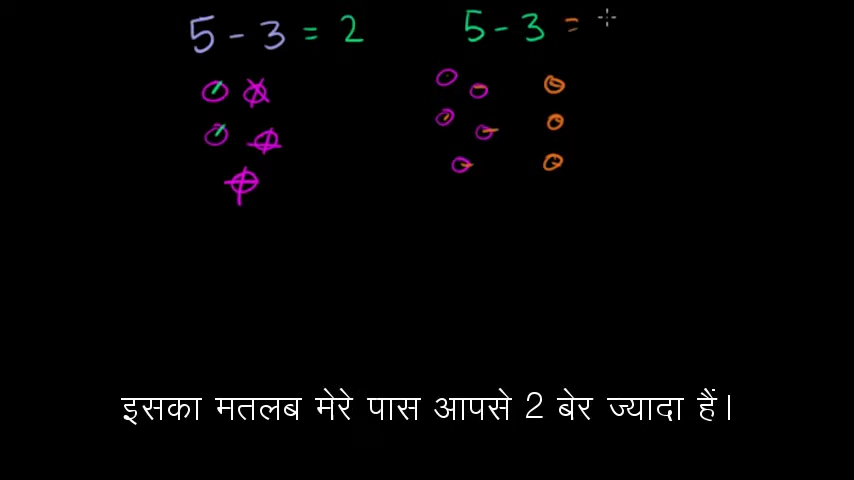 5 - 3 = 2
5 - 3 =
इसका मतलब मेरे पास आपसे 2 बेर ज्यादा हैं।